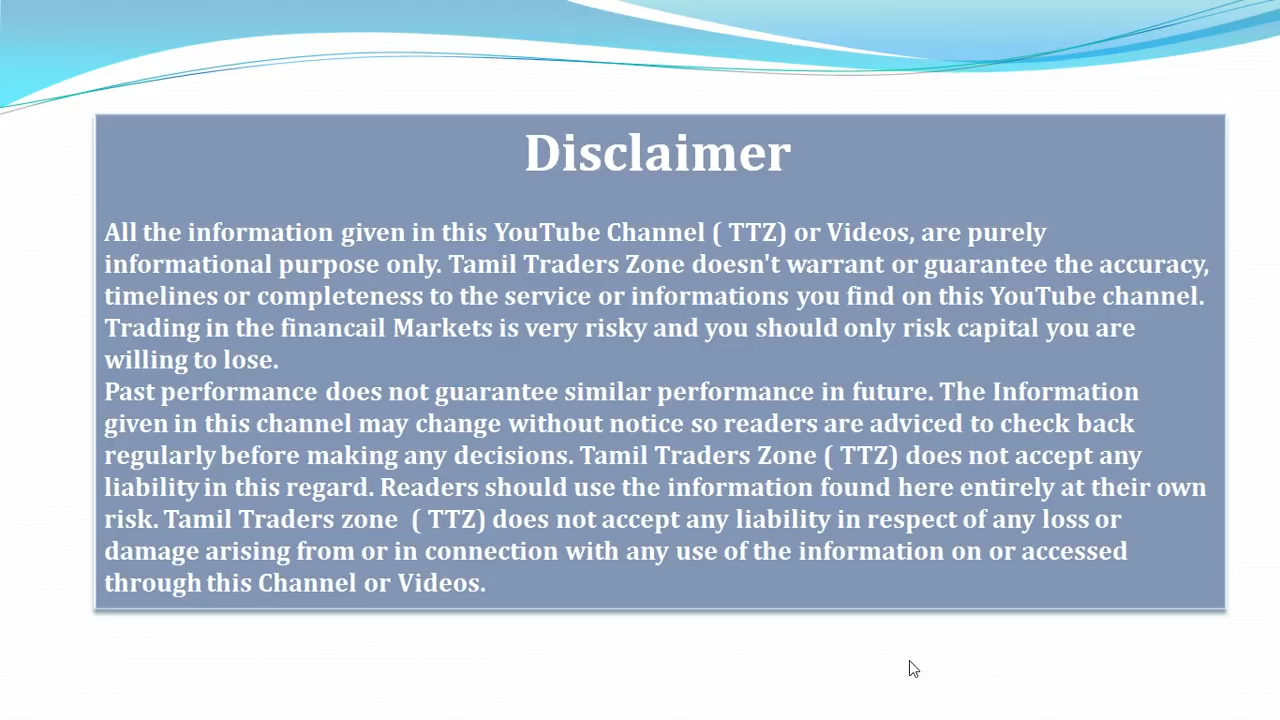 Disclaimer
All the information given in this YouTube Channel ( TTZ) or Videos, are purely
informational purpose only. Tamil Traders Zone doesn't warrant or guarantee the accuracy,
timelines or completeness to the service or informations you find on this YouTube channel.
Trading in the financail Markets is very risky and you should only risk capital you are
willing to lose.
Past performance does not guarantee similar performance in future. The Information
given in this channel may change without notice so readers are adviced to check back
regularly before making any decisions. Tamil Traders Zone ( TTZ) does not accept any
liability in this regard. Readers should use the information found here entirely at their own
risk. Tamil Traders zone  ( TTZ) does not accept any liability in respect of any loss or
damage arising from or in connection with any use of the information on or accessed
through this Channel or Videos.